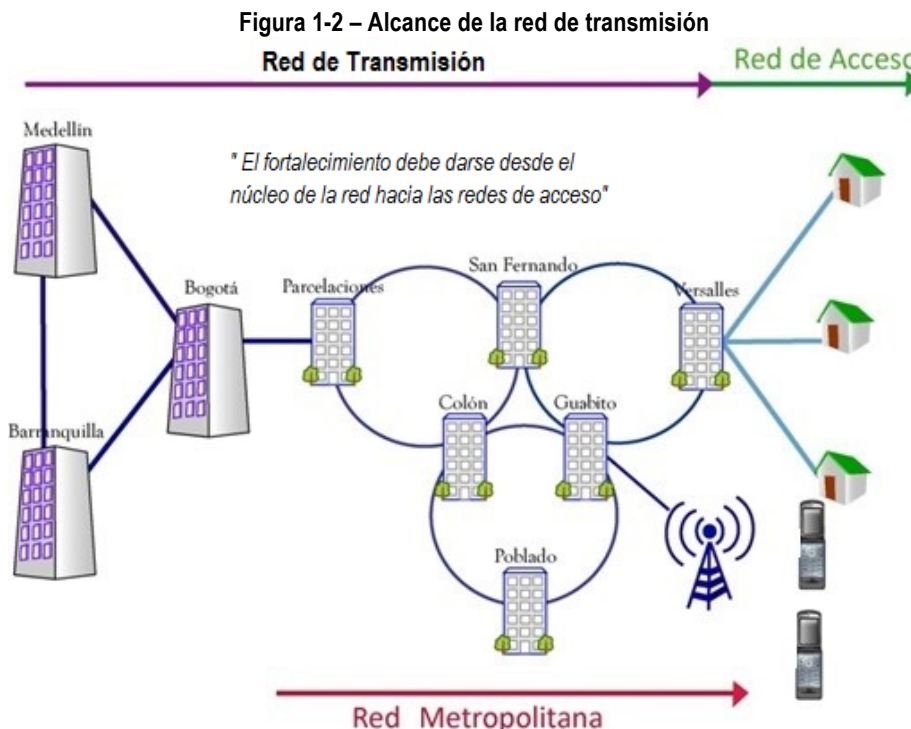 Figura 1-2 – Alcance de la red de transmisión
Red de Transmisión
Red de Acceso
Medellín
" El fortalecimiento debe darse desde el
núcleo de la red hacia las redes de acceso"
San Fernando
Bogotá
Parcelaciones
Versalles
Colón
Guabito
Barranquilla
Poblado
Red Metropolitana